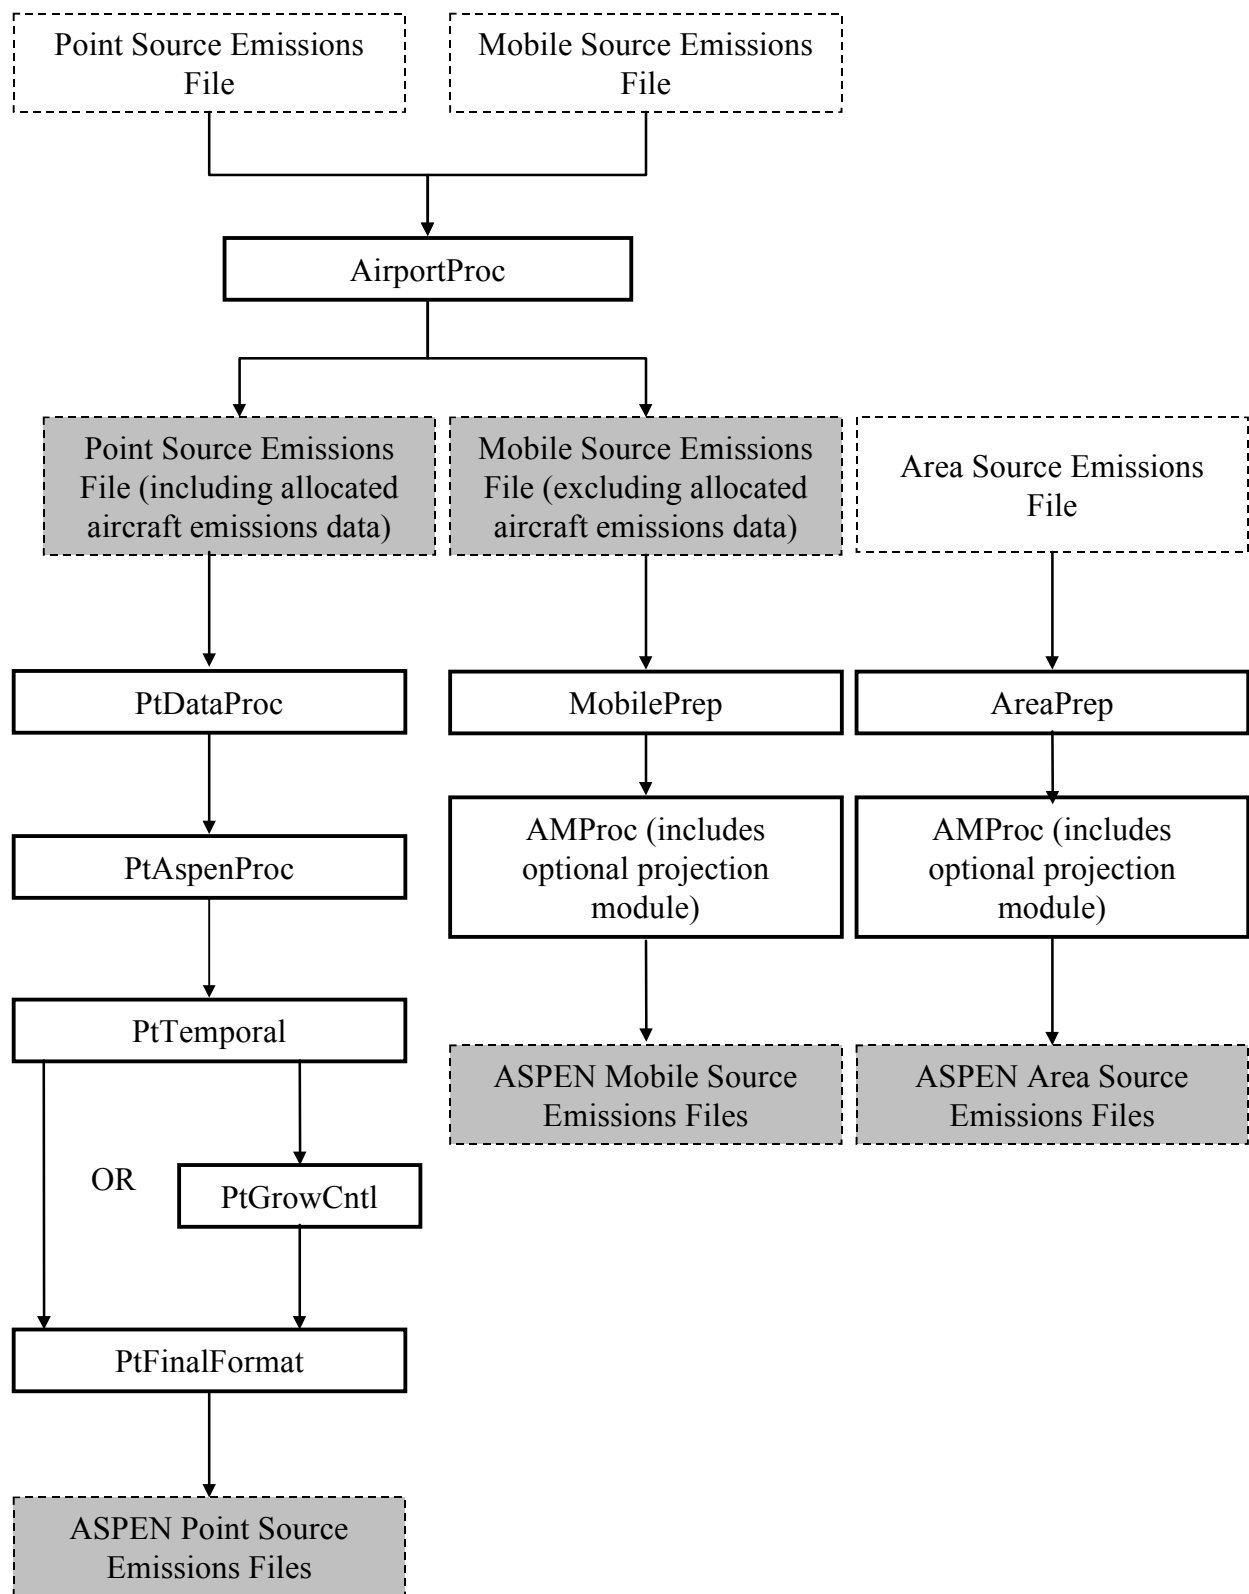 Point Source Emissions
File
Mobile Source Emissions
File
AirportProc
Point Source Emissions
File (including allocated
aircraft emissions data)
Mobile Source Emissions
File (excluding allocated
aircraft emissions data)
Area Source Emissions
File
PtDataProc
MobilePrep
AreaPrep
PtAspenProc
AMProc (includes
optional projection
module)
AMProc (includes
optional projection
module)
PtTemporal
ASPEN Mobile Source
Emissions Files
ASPEN Area Source
Emissions Files
OR
PtGrowCntl
PtFinalFormat
ASPEN Point Source
Emissions Files